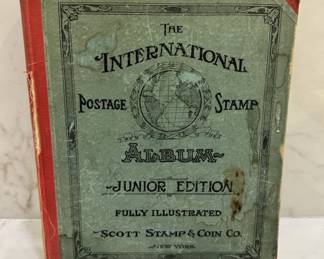 THE
INTERNATIONAL
POSTAGE STAMP
ALBUM
JUNIOR EDITION
FULLY ILLUSTRATED
SCOTT STAMP & COIN CO.
NEW YORK